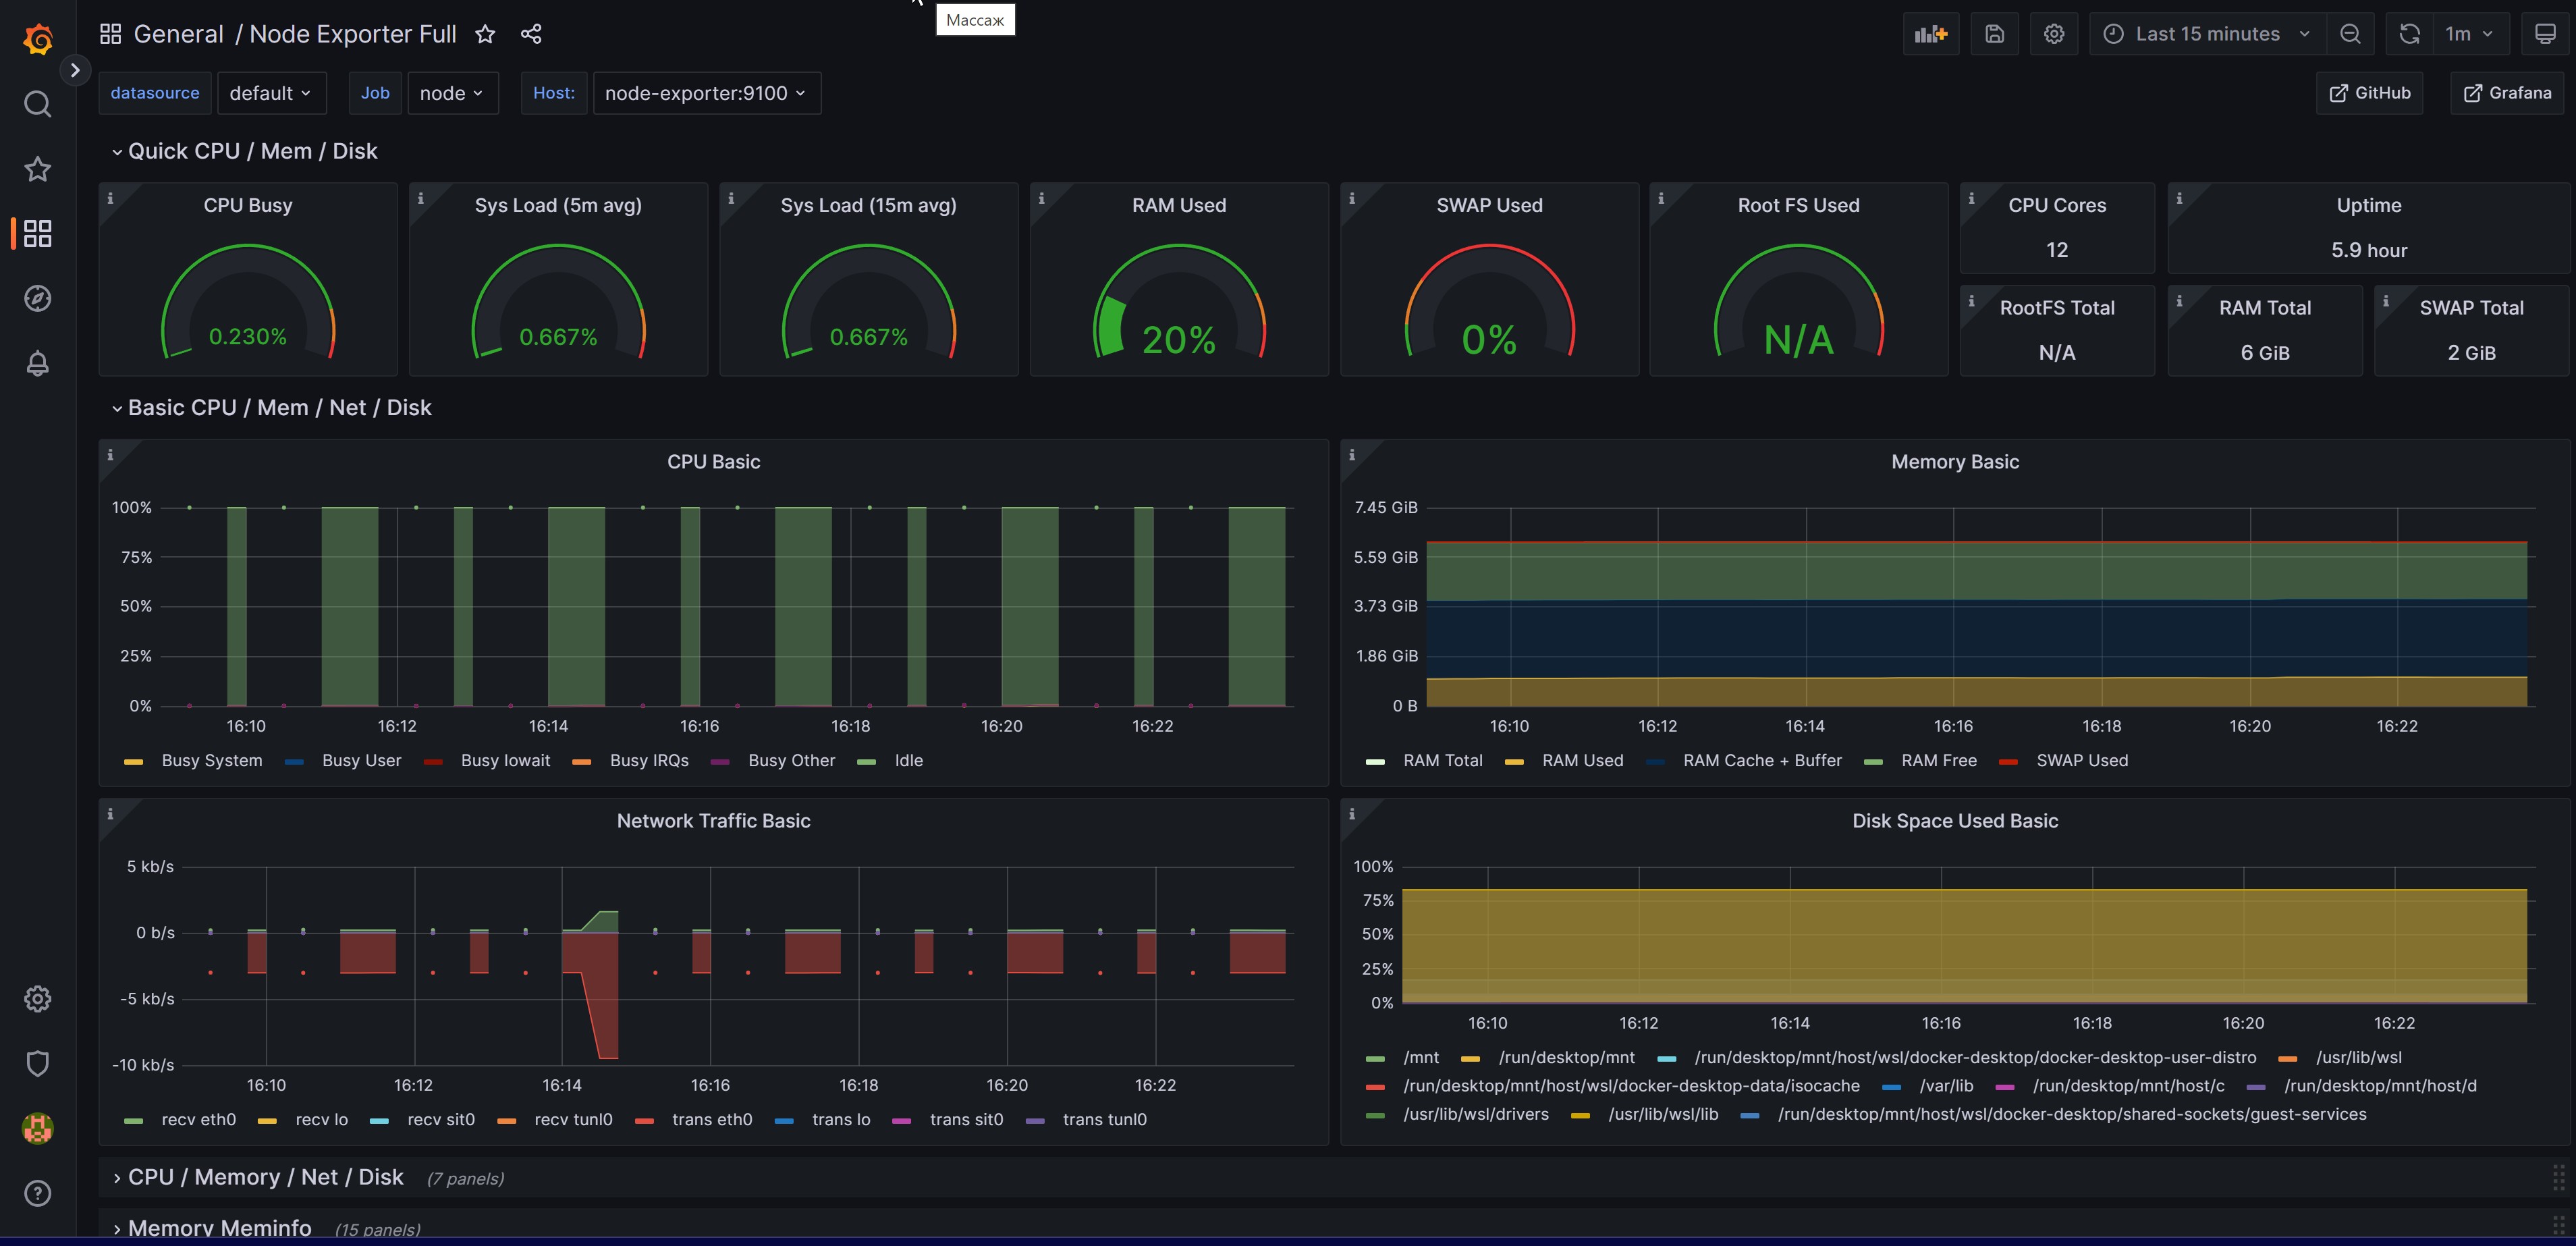 General / Node Exporter Full
Массаж
Last 15 minutes
1m
datasource default Job node Host: node-exporter:9100
GitHub Grafana
Quick CPU / Mem / Disk
CPU Busy
0.230%
Sys Load (5m avg)
0.667%
Sys Load (15m avg)
0.667%
RAM Used
20%
SWAP Used
0%
Root FS Used
N/A
CPU Cores
12
Uptime
5.9 hour
RootFS Total
N/A
RAM Total
6 GiB
SWAP Total
2 GiB
Basic CPU / Mem / Net / Disk
CPU Basic
100%
75%
50%
25%
0%
16:10 16:12 16:14 16:16 16:18 16:20 16:22
Busy System Busy User Busy Iowait Busy IRQs Busy Other Idle
Memory Basic
7.45 GiB
5.59 GiB
3.73 GiB
1.86 GiB
0 B
16:10 16:12 16:14 16:16 16:18 16:20 16:22
RAM Total RAM Used RAM Cache + Buffer RAM Free SWAP Used
Network Traffic Basic
5 kb/s
0 b/s
-5 kb/s
-10 kb/s
16:10 16:12 16:14 16:16 16:18 16:20 16:22
recv eth0 recv lo recv sit0 recv tunl0 trans eth0 trans lo trans sit0 trans tunl0
Disk Space Used Basic
100%
75%
50%
25%
0%
16:10 16:12 16:14 16:16 16:18 16:20 16:22
/mnt /run/desktop/mnt /run/desktop/mnt/host/wsl/docker-desktop/docker-desktop-user-distro /usr/lib/wsl
/run/desktop/mnt/host/wsl/docker-desktop-data/isocache /var/lib /run/desktop/mnt/host/c /run/desktop/mnt/host/d
/usr/lib/wsl/drivers /usr/lib/wsl/lib /run/desktop/mnt/host/wsl/docker-desktop/shared-sockets/guest-services
CPU / Memory / Net / Disk (7 panels)
Memory Meminfo (15 panels)